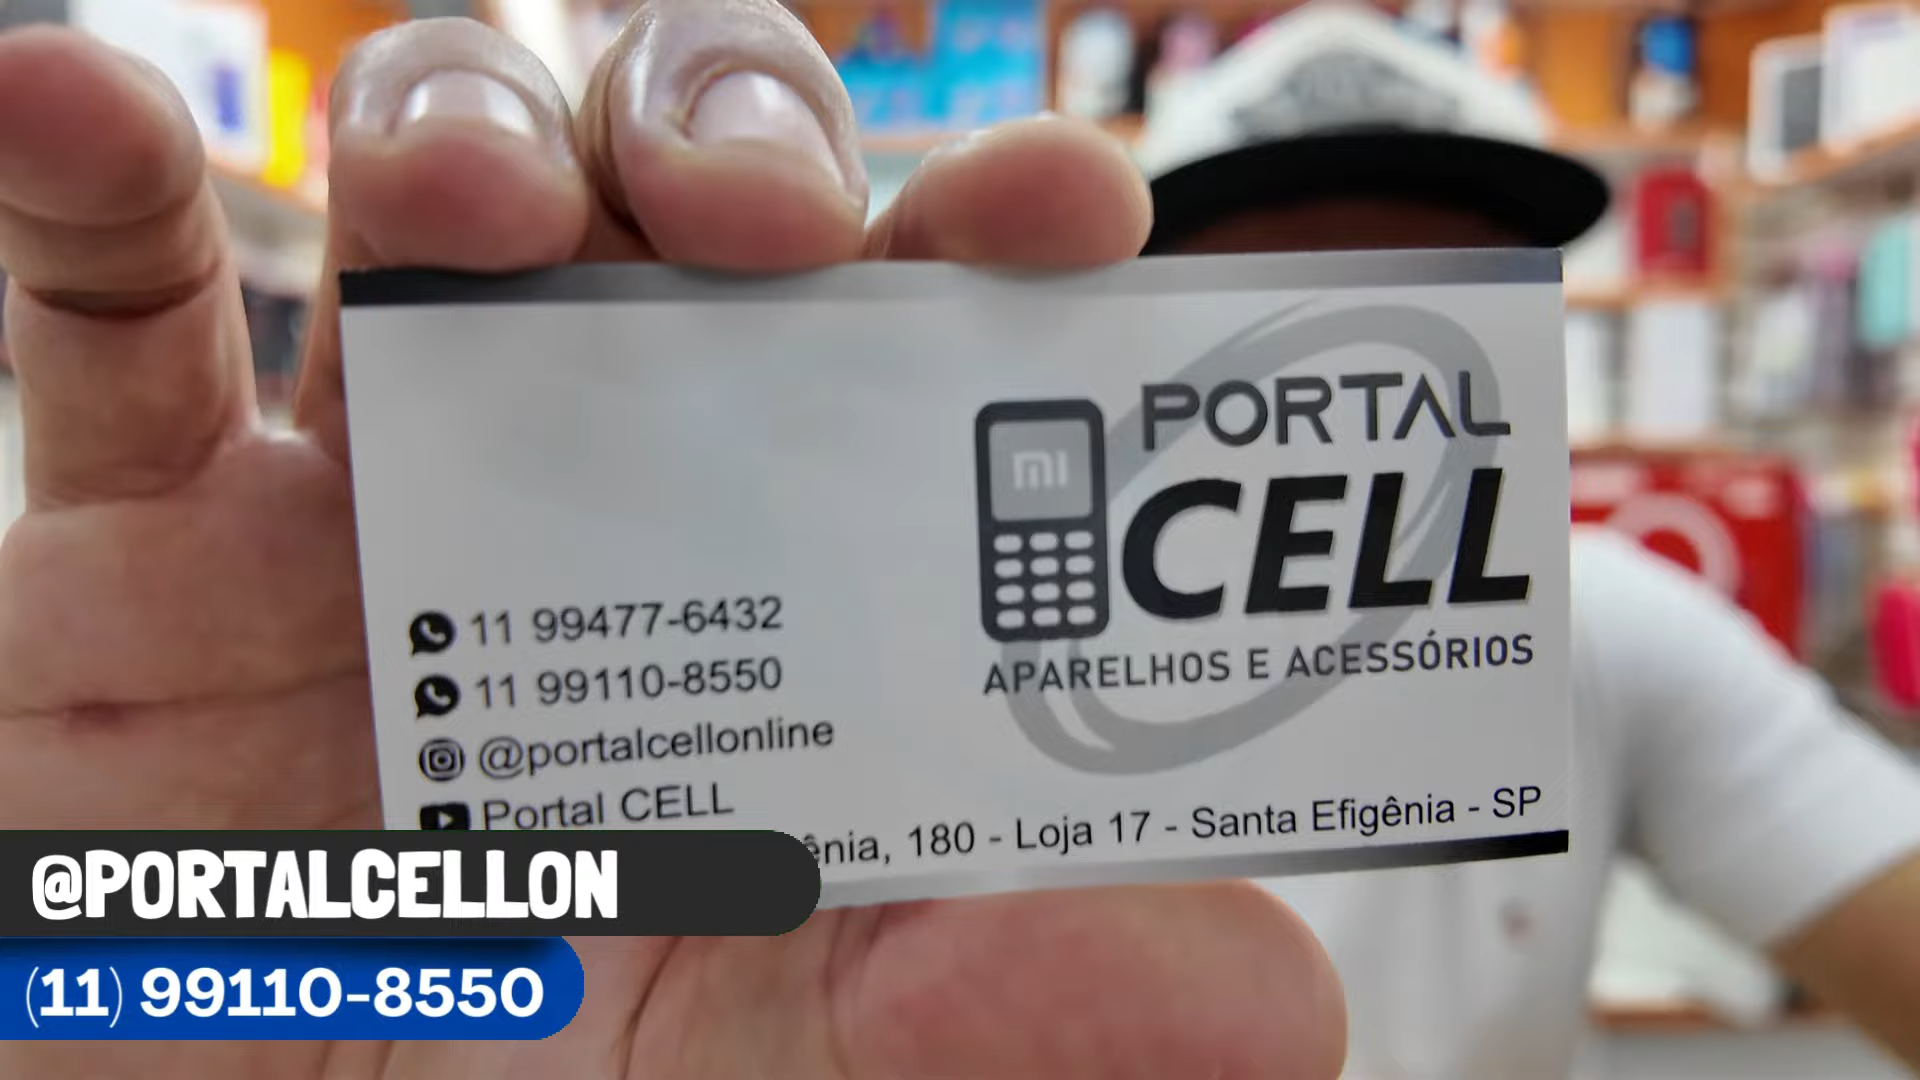 PORTAL
CELL
mi
APARELHOS E ACESSÓRIOS
11 99477-6432
11 99110-8550
@portalcellonline
Portal CELL
ênia, 180 - Loja 17 - Santa Efigênia - SP
@PORTALCELLON
(11) 99110-8550